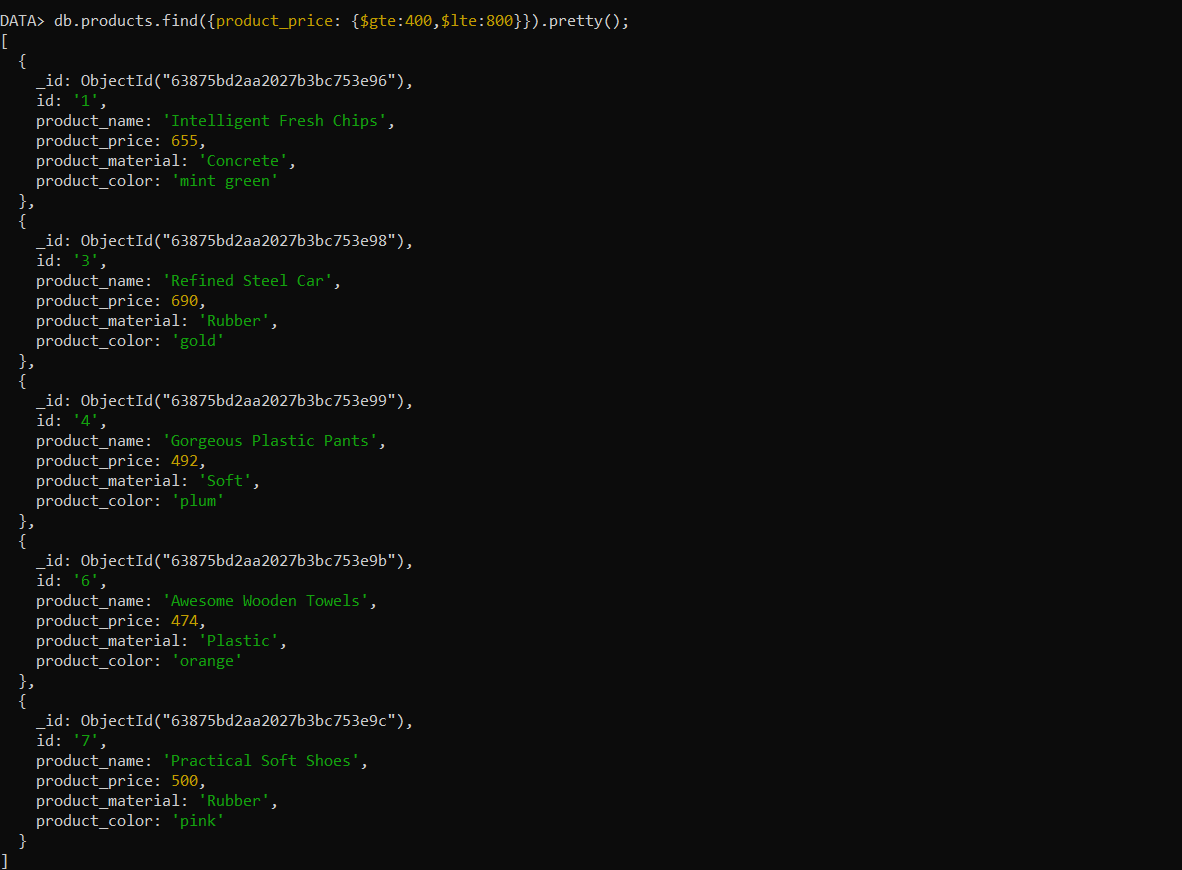 DATA> db.products.find({product_price: {$gte:400,$lte:800}}).pretty();
[
  {
    _id: ObjectId("63875bd2aa2027b3bc753e96"),
    id: '1',
    product_name: 'Intelligent Fresh Chips',
    product_price: 655,
    product_material: 'Concrete',
    product_color: 'mint green'
  },
  {
    _id: ObjectId("63875bd2aa2027b3bc753e98"),
    id: '3',
    product_name: 'Refined Steel Car',
    product_price: 690,
    product_material: 'Rubber',
    product_color: 'gold'
  },
  {
    _id: ObjectId("63875bd2aa2027b3bc753e99"),
    id: '4',
    product_name: 'Gorgeous Plastic Pants',
    product_price: 492,
    product_material: 'Soft',
    product_color: 'plum'
  },
  {
    _id: ObjectId("63875bd2aa2027b3bc753e9b"),
    id: '6',
    product_name: 'Awesome Wooden Towels',
    product_price: 474,
    product_material: 'Plastic',
    product_color: 'orange'
  },
  {
    _id: ObjectId("63875bd2aa2027b3bc753e9c"),
    id: '7',
    product_name: 'Practical Soft Shoes',
    product_price: 500,
    product_material: 'Rubber',
    product_color: 'pink'
  }
]